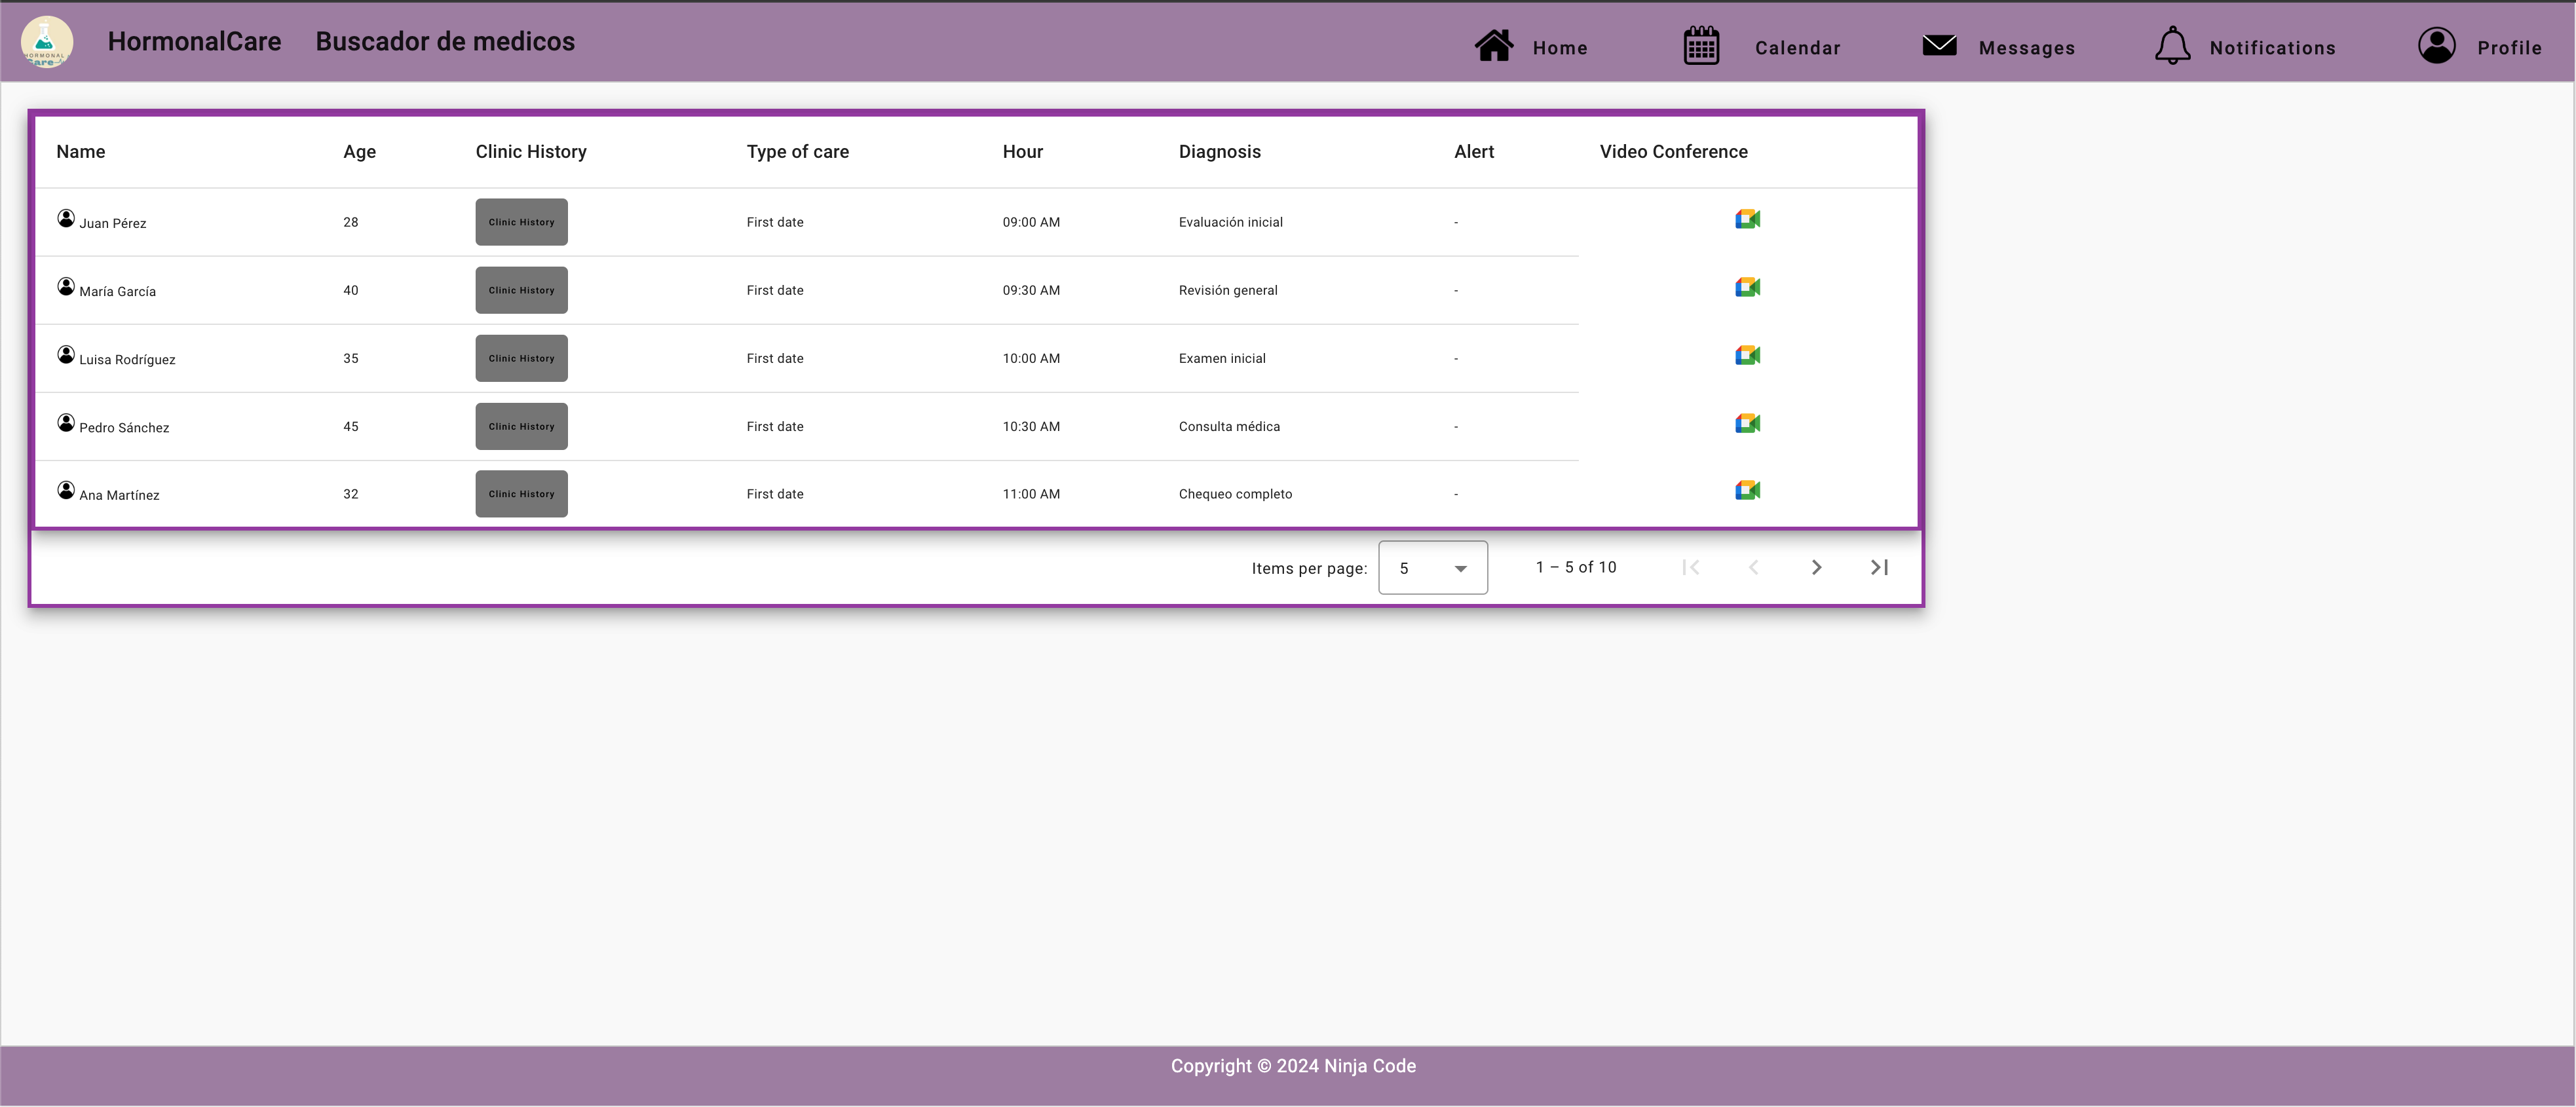 HORMONAL
Care
HormonalCare Buscador de medicos Home Calendar Messages Notifications Profile
Name Age Clinic History Type of care Hour Diagnosis Alert Video Conference
Juan Pérez 28 Clinic History First date 09:00 AM Evaluación inicial -
María García 40 Clinic History First date 09:30 AM Revisión general -
Luisa Rodríguez 35 Clinic History First date 10:00 AM Examen inicial -
Pedro Sánchez 45 Clinic History First date 10:30 AM Consulta médica -
Ana Martínez 32 Clinic History First date 11:00 AM Chequeo completo -
Items per page: 5 1 – 5 of 10
Copyright © 2024 Ninja Code